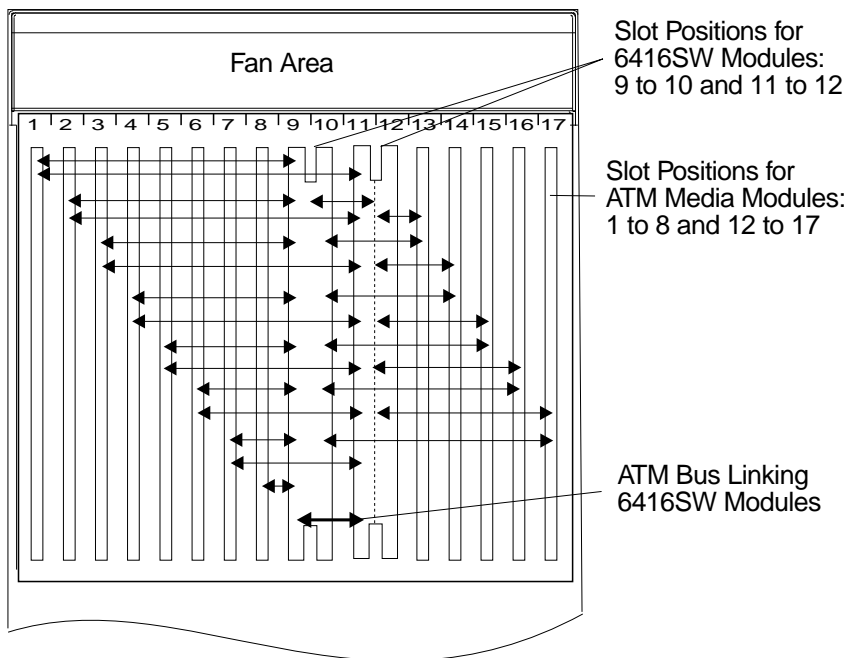 Fan Area
Slot Positions for
6416SW Modules:
9 to 10 and 11 to 12
1 2 3 4 5 6 7 8 9 10 11 12 13 14 15 16 17
Slot Positions for
ATM Media Modules:
1 to 8 and 12 to 17
ATM Bus Linking
6416SW Modules